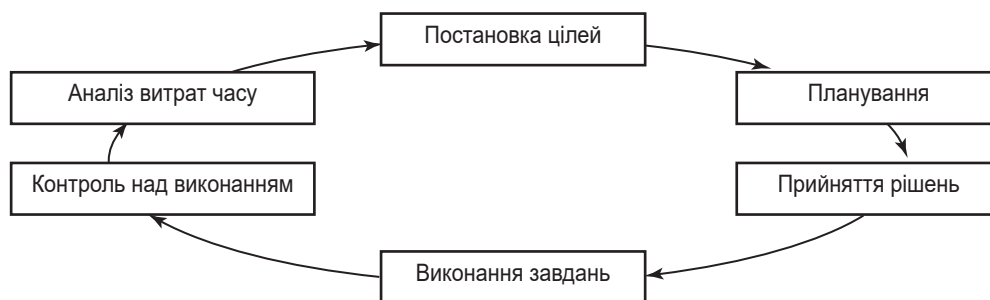 Постановка цілей
Аналіз витрат часу
Планування
Контроль над виконанням
Прийняття рішень
Виконання завдань